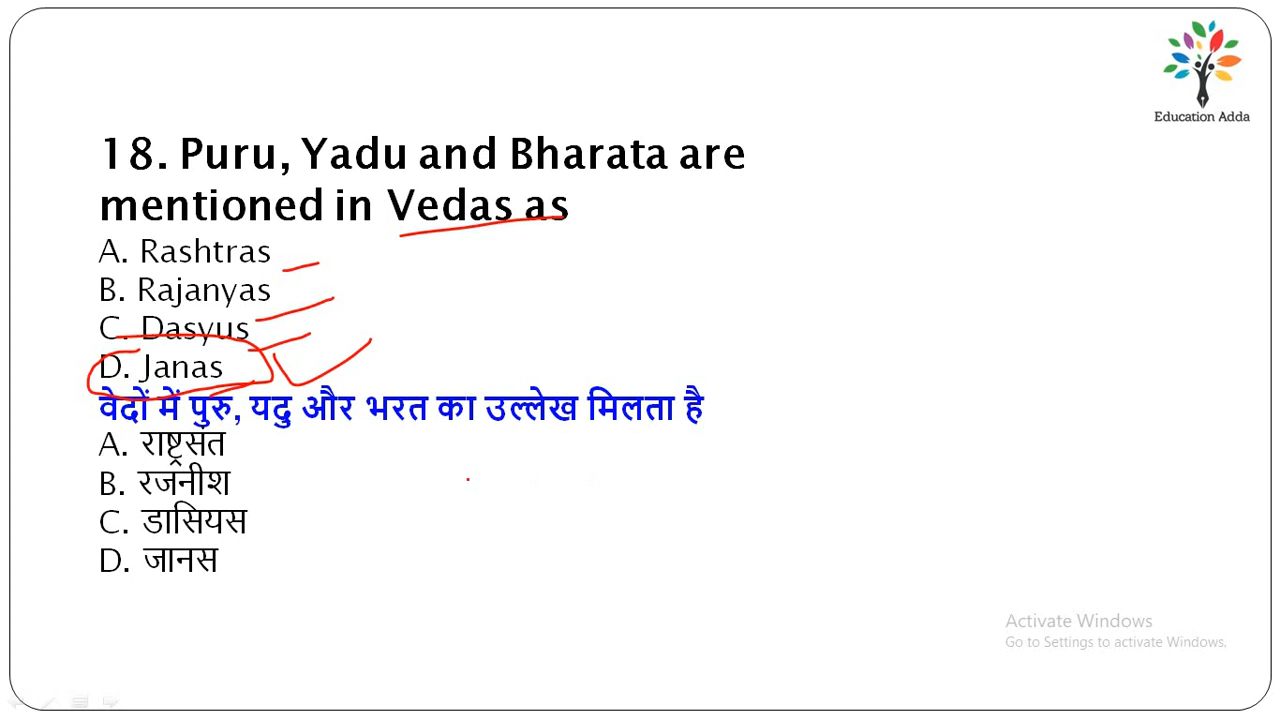 Education Adda
18. Puru, Yadu and Bharata are
mentioned in Vedas as
A. Rashtras
B. Rajanyas
C. Dasyus
D. Janas
वेदों में पुरु, यदु और भरत का उल्लेख मिलता है
A. राष्ट्रसंत
B. रजनीश
C. डासियस
D. जानस
Activate Windows
Go to Settings to activate Windows.